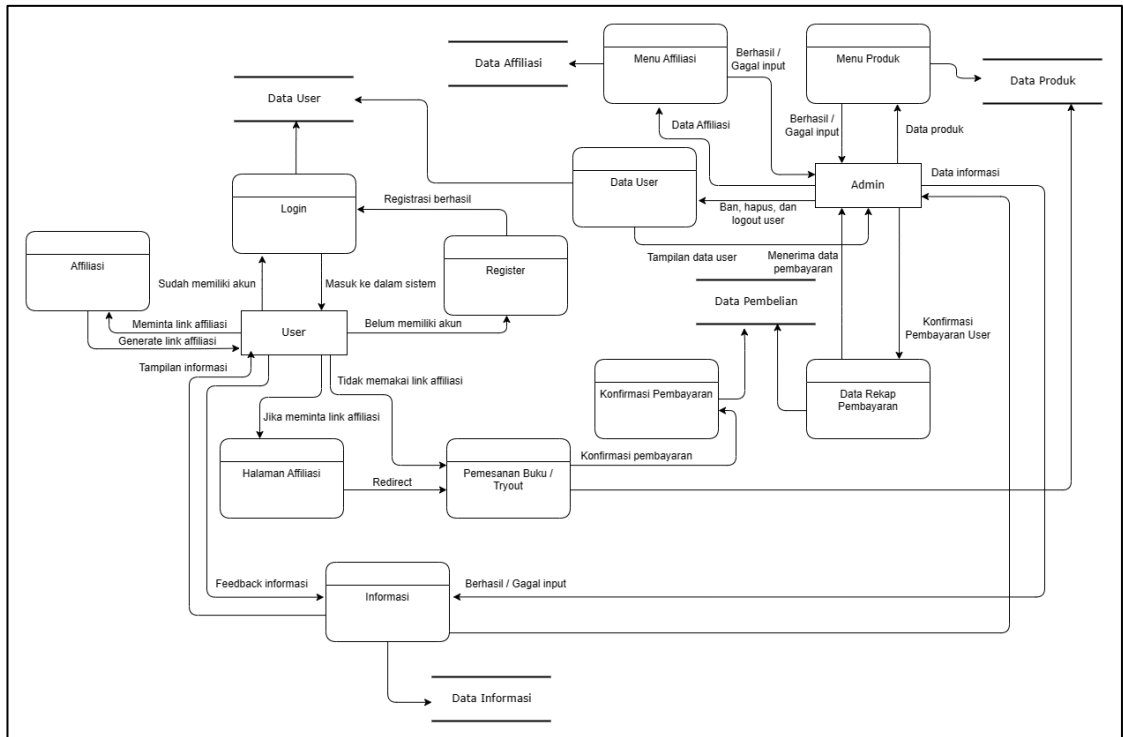 Data Affiliasi
Menu Affiliasi
Berhasil /
Gagal input
Menu Produk
Data Produk
Data User
Berhasil /
Gagal input
Data produk
Data Affiliasi
Data User
Admin
Data informasi
Login
Registrasi berhasil
Ban, hapus, dan
logout user
Affiliasi
Sudah memiliki akun
Masuk ke dalam sistem
Register
Tampilan data user
Menerima data
pembayaran
Data Pembelian
Meminta link affiliasi
User
Belum memiliki akun
Generate link affiliasi
Konfirmasi
Pembayaran User
Tampilan informasi
Tidak memakai link affiliasi
Konfirmasi Pembayaran
Data Rekap
Pembayaran
Jika meminta link affiliasi
Konfirmasi pembayaran
Halaman Affiliasi
Redirect
Pemesanan Buku /
Tryout
Feedback informasi
Informasi
Berhasil / Gagal input
Data Informasi